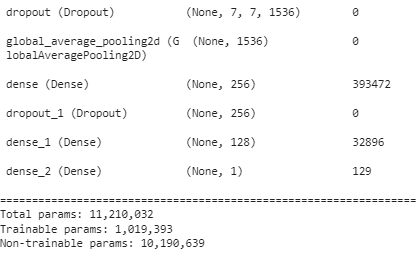 dropout (Dropout) (None, 7, 7, 1536) 0
global_average_pooling2d (G (None, 1536) 0
lobalAveragePooling2D)
dense (Dense) (None, 256) 393472
dropout_1 (Dropout) (None, 256) 0
dense_1 (Dense) (None, 128) 32896
dense_2 (Dense) (None, 1) 129
=================================================================
Total params: 11,210,032
Trainable params: 1,019,393
Non-trainable params: 10,190,639